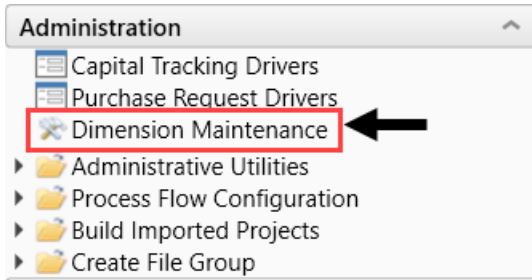 Administration
Capital Tracking Drivers
Purchase Request Drivers
Dimension Maintenance
Administrative Utilities
Process Flow Configuration
Build Imported Projects
Create File Group